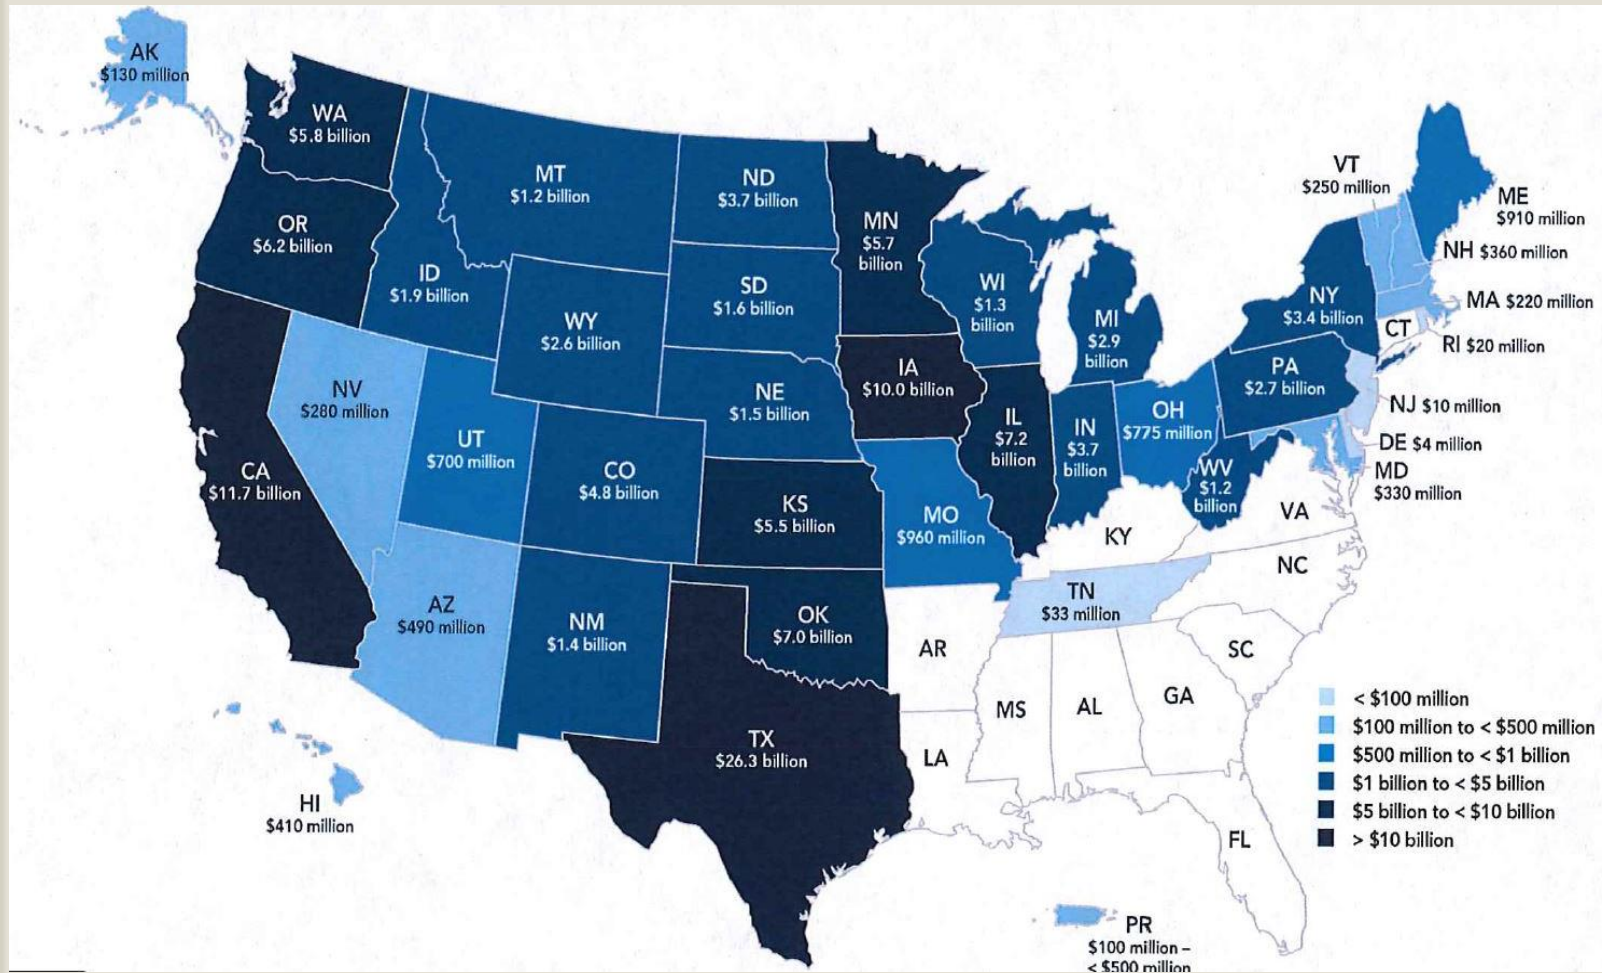 AK
$130 million
WA
$5.8 billion
OR
$6.2 billion
CA
$11.7 billion
NV
$280 million
ID
$1.9 billion
MT
$1.2 billion
WY
$2.6 billion
UT
$700 million
AZ
$490 million
CO
$4.8 billion
NM
$1.4 billion
ND
$3.7 billion
SD
$1.6 billion
NE
$1.5 billion
KS
$5.5 billion
OK
$7.0 billion
TX
$26.3 billion
MN
$5.7
billion
IA
$10.0 billion
MO
$960 million
AR
LA
WI
$1.3
billion
IL
$7.2
billion
MI
$2.9
billion
IN
$3.7
billion
OH
$775 million
KY
TN
$33 million
MS
AL
GA
FL
SC
NC
VA
WV
$1.2
billion
PA
$2.7 billion
NY
$3.4 billion
VT
$250 million
ME
$910 million
NH $360 million
MA $220 million
CT
RI $20 million
NJ $10 million
DE $4 million
MD
$330 million
HI
$410 million
PR
$100 million –
< $500 million
< $100 million
$100 million to < $500 million
$500 million to < $1 billion
$1 billion to < $5 billion
$5 billion to < $10 billion
> $10 billion